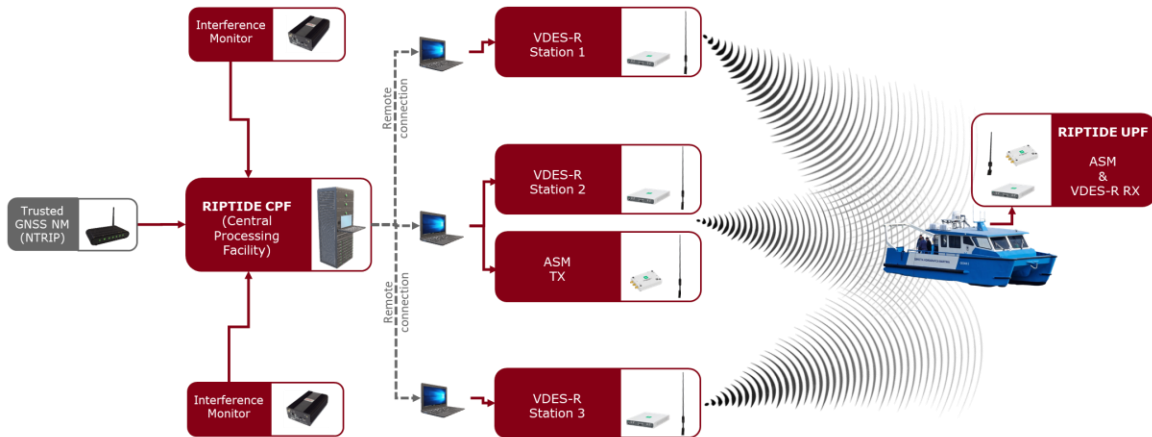 Interference
Monitor
VDES-R
Station 1
Remote
connection
RIPTIDE UPF
ASM
&
VDES-R RX
Trusted
GNSS NM
(NTRIP)
RIPTIDE CPF
(Central
Processing
Facility)
VDES-R
Station 2
ASM
TX
Remote
connection
Interference
Monitor
VDES-R
Station 3